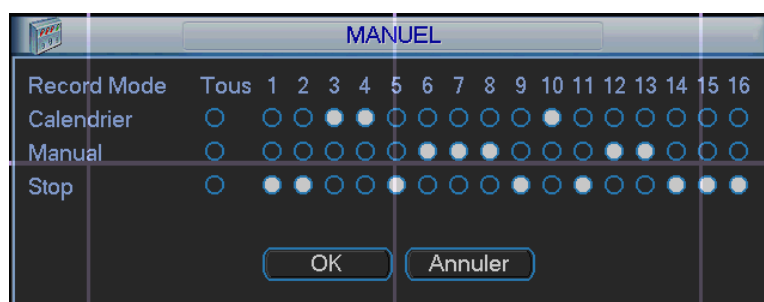 MANUEL
Record Mode Tous 1 2 3 4 5 6 7 8 9 10 11 12 13 14 15 16
Calendrier
Manual
Stop
OK Annuler